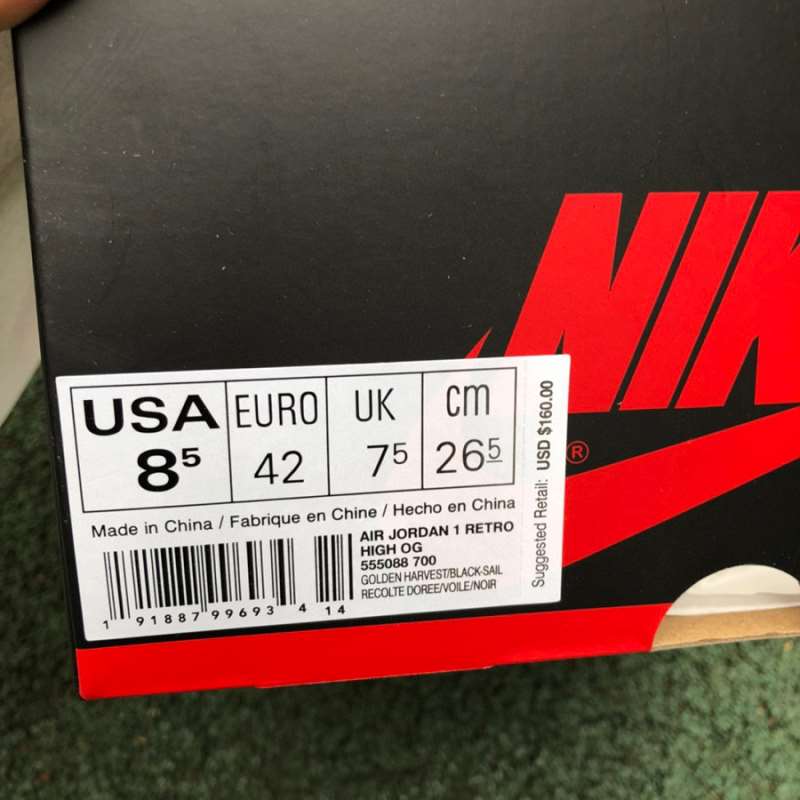 NIK
®
USA EURO UK cm
8⁵ 42 7⁵ 26⁵
Suggested Retail: USD $160.00
Made in China / Fabrique en Chine / Hecho en China
AIR JORDAN 1 RETRO
HIGH OG
555088 700
GOLDEN HARVEST/BLACK-SAIL
RECOLTE DOREE/VOILE/NOIR
1 91887 99693 4 14